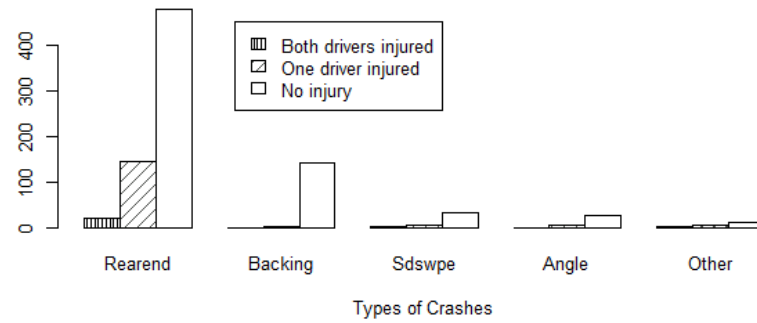 400
300
200
100
0
Both drivers injured
One driver injured
No injury
Rearend Backing Sdswpe Angle Other
Types of Crashes